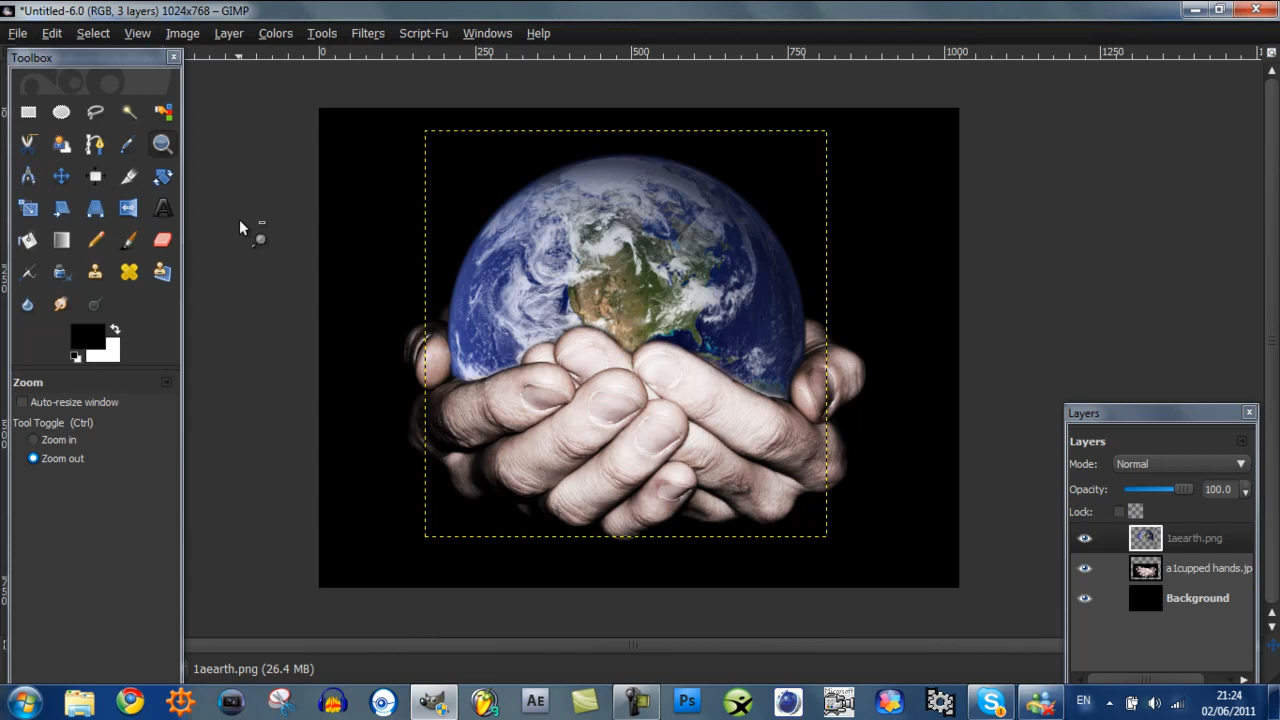 *Untitled-6.0 (RGB, 3 layers) 1024x768 – GIMP
File Edit Select View Image Layer Colors Tools Filters Script-Fu Windows Help
Toolbox
0 250 500 750 1000 1250
Zoom
Auto-resize window
Tool Toggle (Ctrl)
Zoom in
Zoom out
Layers
Layers
Mode: Normal
Opacity: 100.0
Lock:
1aearth.png
a1cupped hands.jp
Background
1aearth.png (26.4 MB)
Ae
Ps
EN
21:24
02/06/2011